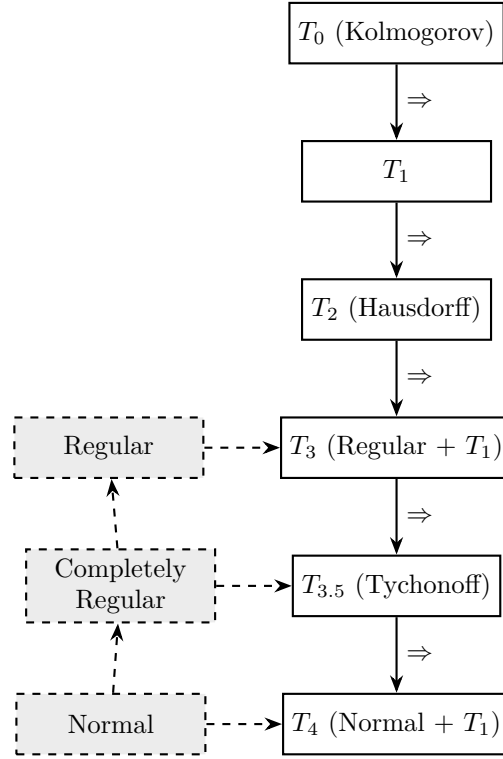 T₀ (Kolmogorov)
⇒
T₁
⇒
T₂ (Hausdorff)
⇒
Regular
T₃ (Regular + T₁)
⇒
Completely
Regular
T₃.₅ (Tychonoff)
⇒
Normal
T₄ (Normal + T₁)